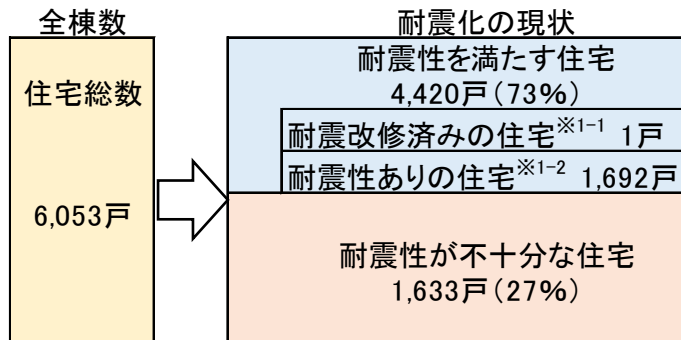 全棟数
住宅総数
6,053戸
耐震化の現状
耐震性を満たす住宅
4,420戸(73%)
耐震改修済みの住宅※1-1 1戸
耐震性ありの住宅※1-2 1,692戸
耐震性が不十分な住宅
1,633戸(27%)